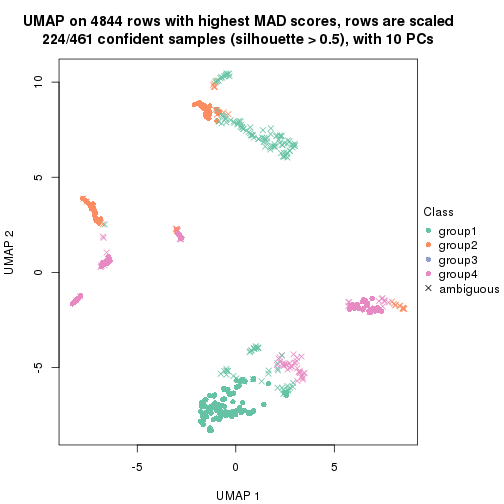 UMAP on 4844 rows with highest MAD scores, rows are scaled
224/461 confident samples (silhouette > 0.5), with 10 PCs
10
5
0
-5
UMAP 2
-5
0
5
UMAP 1
Class
group1
group2
group3
group4
ambiguous